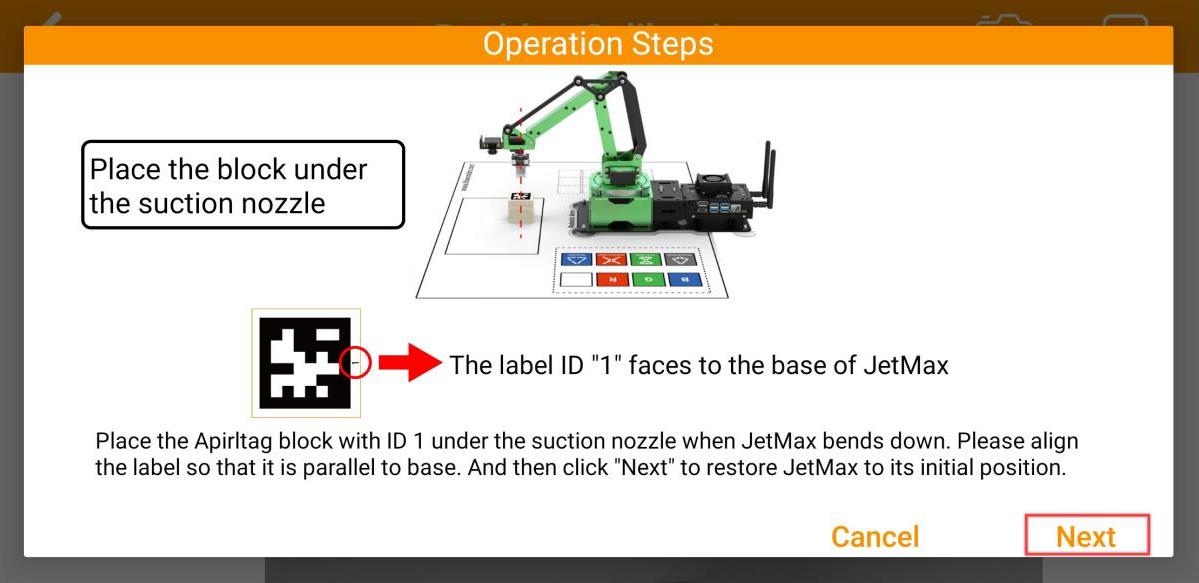 Operation Steps
Place the block under
the suction nozzle
R
G
B
The label ID "1" faces to the base of JetMax
Place the Apirltag block with ID 1 under the suction nozzle when JetMax bends down. Please align
the label so that it is parallel to base. And then click "Next" to restore JetMax to its initial position.
Cancel
Next